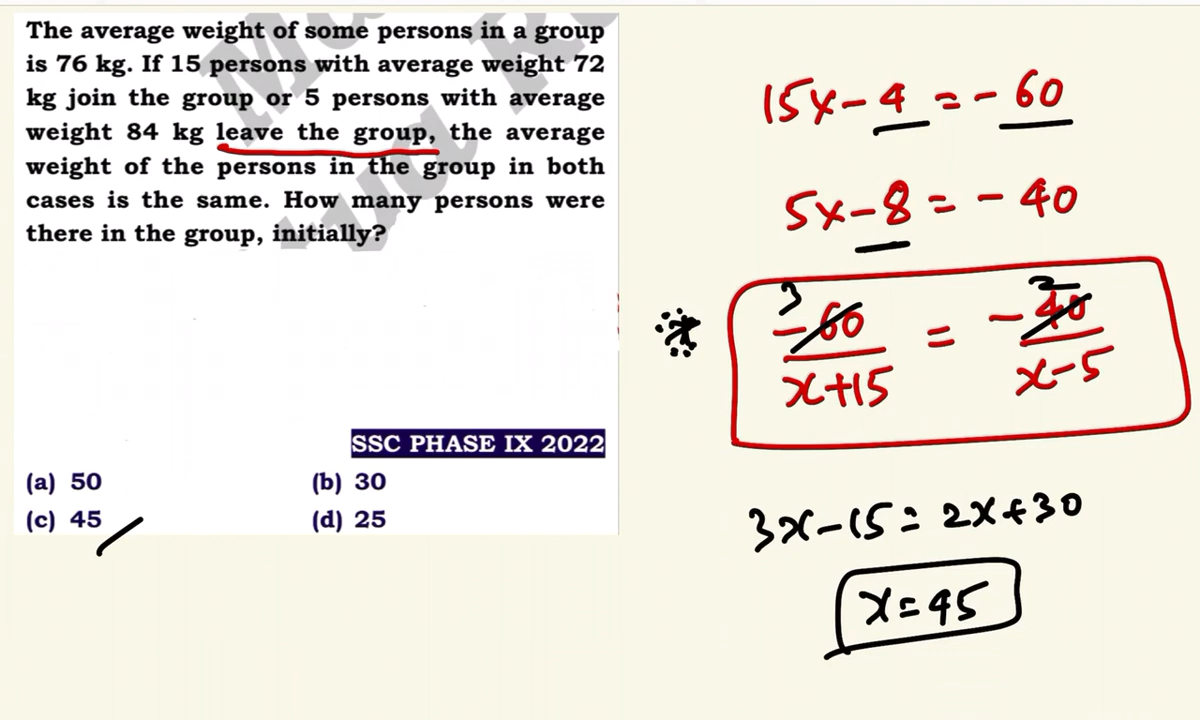 The average weight of some persons in a group
is 76 kg. If 15 persons with average weight 72
kg join the group or 5 persons with average
weight 84 kg leave the group, the average
weight of the persons in the group in both
cases is the same. How many persons were
there in the group, initially?
SSC PHASE IX 2022
(a) 50 (b) 30
(c) 45 (d) 25
15x-4 = -60
5x-8 = -40
3 2
-60 = -40
x+15 x-5
3x-15 = 2x+30
x = 45